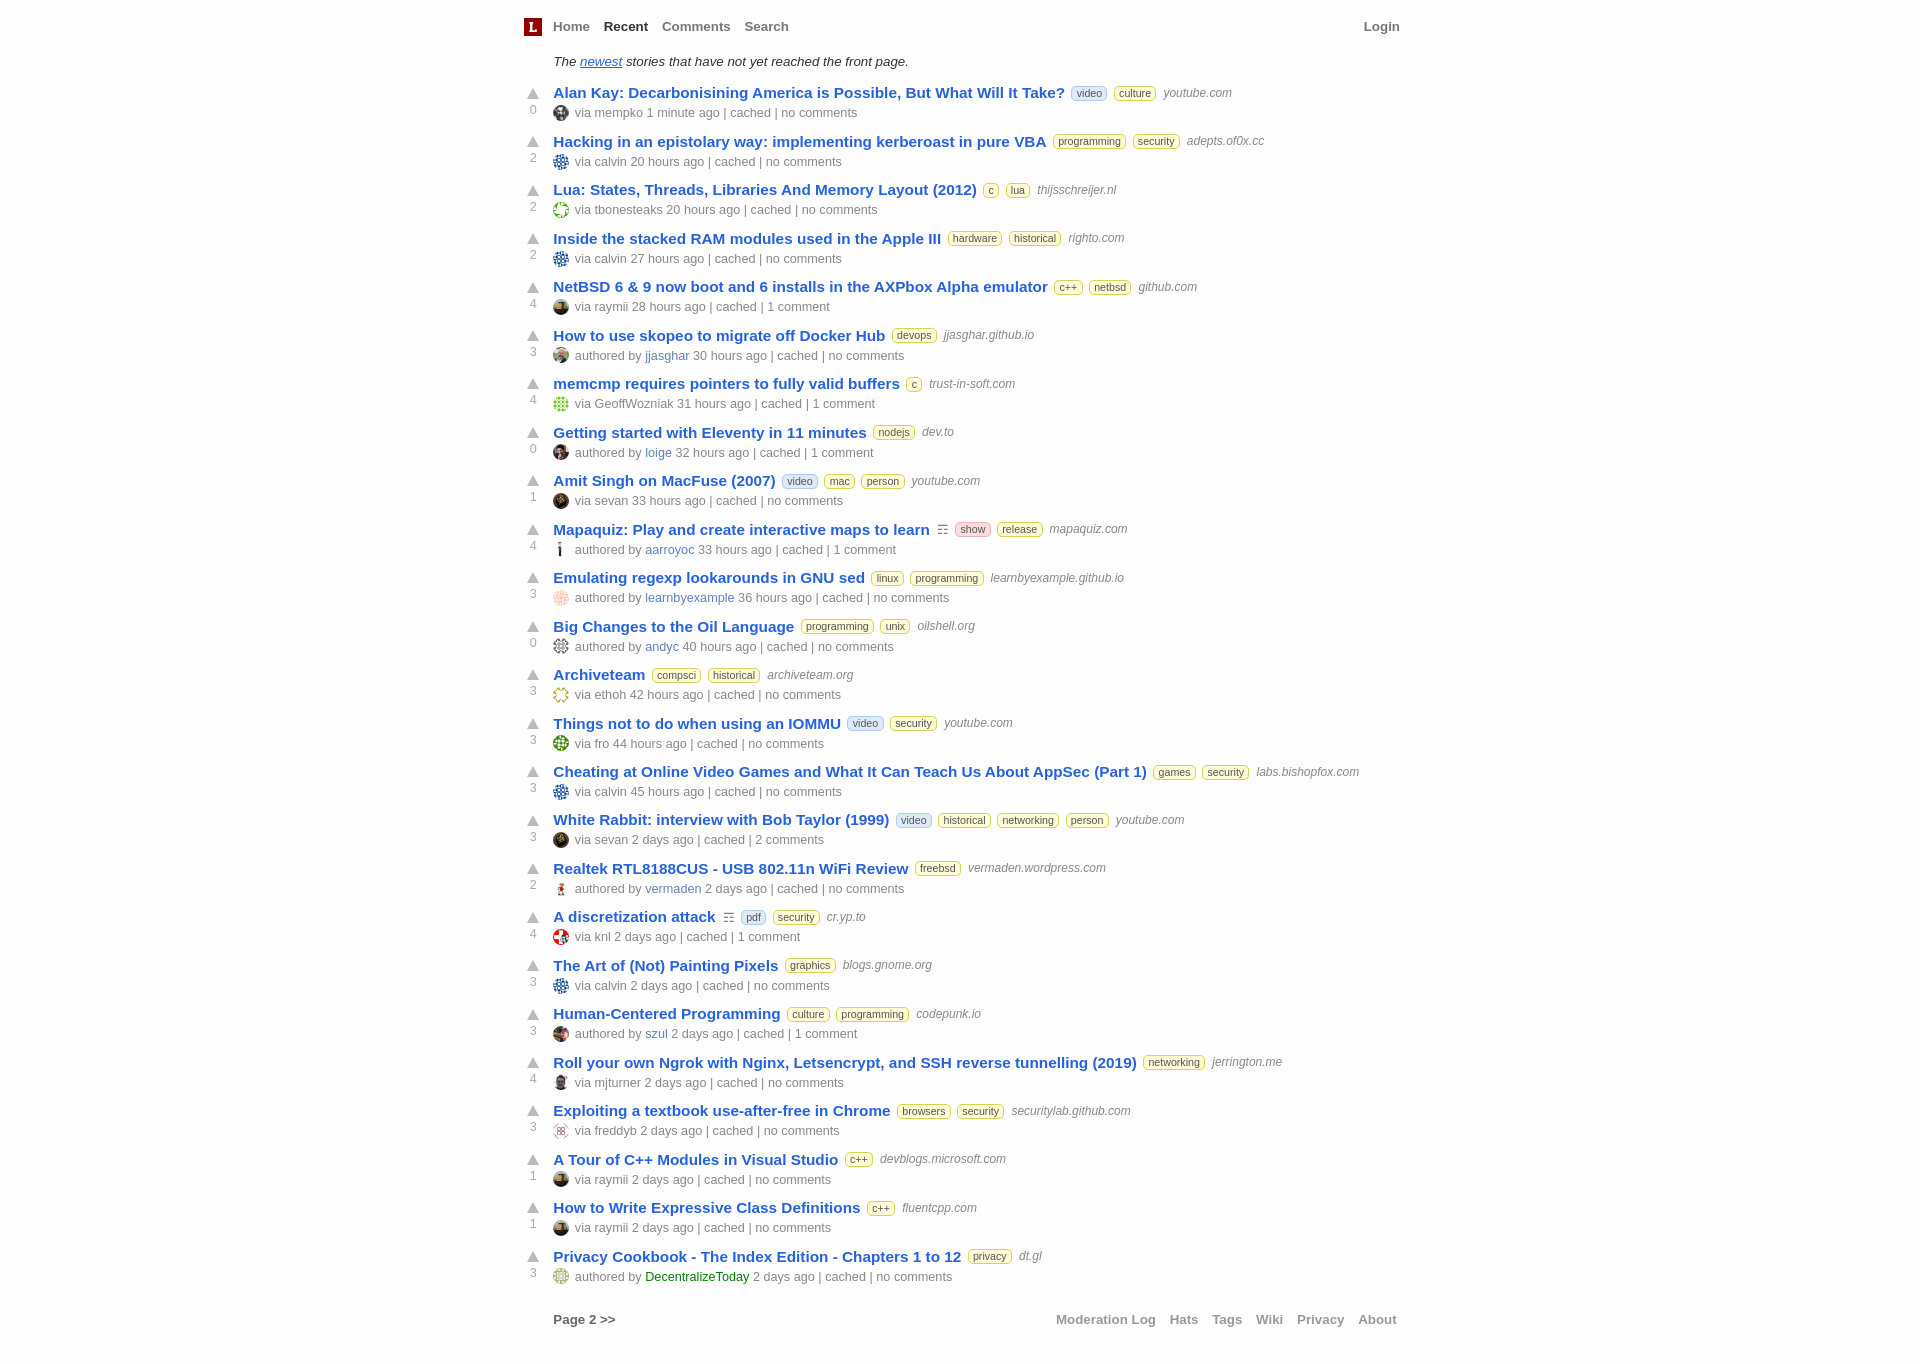 L Home Recent Comments Search Login
The newest stories that have not yet reached the front page.
Alan Kay: Decarbonisining America is Possible, But What Will It Take? video culture youtube.com
0 via mempko 1 minute ago | cached | no comments
Hacking in an epistolary way: implementing kerberoast in pure VBA programming security adepts.of0x.cc
2 via calvin 20 hours ago | cached | no comments
Lua: States, Threads, Libraries And Memory Layout (2012) c lua thijsschreijer.nl
2 via tbonesteaks 20 hours ago | cached | no comments
Inside the stacked RAM modules used in the Apple III hardware historical righto.com
2 via calvin 27 hours ago | cached | no comments
NetBSD 6 & 9 now boot and 6 installs in the AXPbox Alpha emulator c++ netbsd github.com
4 via raymii 28 hours ago | cached | 1 comment
How to use skopeo to migrate off Docker Hub devops jjasghar.github.io
3 authored by jjasghar 30 hours ago | cached | no comments
memcmp requires pointers to fully valid buffers c trust-in-soft.com
4 via GeoffWozniak 31 hours ago | cached | 1 comment
Getting started with Eleventy in 11 minutes nodejs dev.to
0 authored by loige 32 hours ago | cached | 1 comment
Amit Singh on MacFuse (2007) video mac person youtube.com
1 via sevan 33 hours ago | cached | no comments
Mapaquiz: Play and create interactive maps to learn ☶ show release mapaquiz.com
4 authored by aarroyoc 33 hours ago | cached | 1 comment
Emulating regexp lookarounds in GNU sed linux programming learnbyexample.github.io
3 authored by learnbyexample 36 hours ago | cached | no comments
Big Changes to the Oil Language programming unix oilshell.org
0 authored by andyc 40 hours ago | cached | no comments
Archiveteam compsci historical archiveteam.org
3 via ethoh 42 hours ago | cached | no comments
Things not to do when using an IOMMU video security youtube.com
3 via fro 44 hours ago | cached | no comments
Cheating at Online Video Games and What It Can Teach Us About AppSec (Part 1) games security labs.bishopfox.com
3 via calvin 45 hours ago | cached | no comments
White Rabbit: interview with Bob Taylor (1999) video historical networking person youtube.com
3 via sevan 2 days ago | cached | 2 comments
Realtek RTL8188CUS - USB 802.11n WiFi Review freebsd vermaden.wordpress.com
2 authored by vermaden 2 days ago | cached | no comments
A discretization attack ☶ pdf security cr.yp.to
4 via knl 2 days ago | cached | 1 comment
The Art of (Not) Painting Pixels graphics blogs.gnome.org
3 via calvin 2 days ago | cached | no comments
Human-Centered Programming culture programming codepunk.io
3 authored by szul 2 days ago | cached | 1 comment
Roll your own Ngrok with Nginx, Letsencrypt, and SSH reverse tunnelling (2019) networking jerrington.me
4 via mjturner 2 days ago | cached | no comments
Exploiting a textbook use-after-free in Chrome browsers security securitylab.github.com
3 via freddyb 2 days ago | cached | no comments
A Tour of C++ Modules in Visual Studio c++ devblogs.microsoft.com
1 via raymii 2 days ago | cached | no comments
How to Write Expressive Class Definitions c++ fluentcpp.com
1 via raymii 2 days ago | cached | no comments
Privacy Cookbook - The Index Edition - Chapters 1 to 12 privacy dt.gl
3 authored by DecentralizeToday 2 days ago | cached | no comments
Page 2 >> Moderation Log Hats Tags Wiki Privacy About